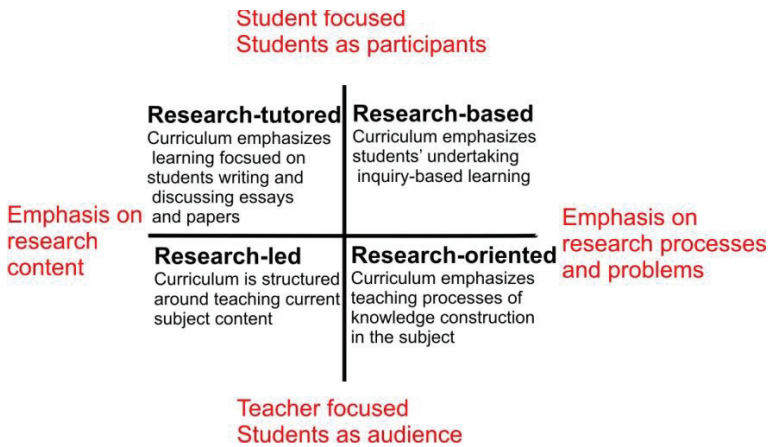 Student focused
Students as participants
Research-tutored
Curriculum emphasizes
learning focsued on
students writing and
discussing essays
and papers
Research-based
Curriculum emphasizes
students' undertaking
inquiry-based learning
Emphasis on
research
content
Emphasis on
research processes
and problems
Research-led
Curriculum is structured
around teaching current
subject content
Research-oriented
Curriculum emphasizes
teaching processes of
knowledge construction
in the subject
Teacher focused
Students as audience